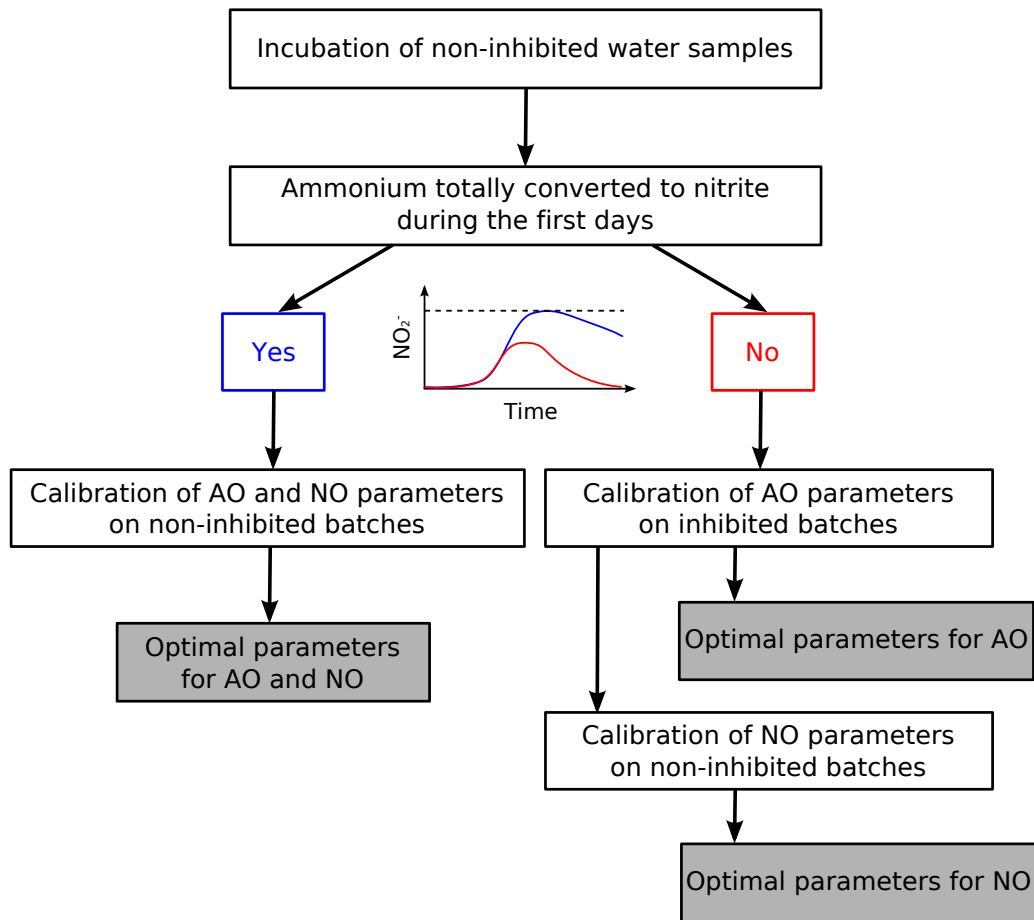 Incubation of non-inhibited water samples
Ammonium totally converted to nitrite
during the first days
Yes
NO₂⁻
Time
No
Calibration of AO and NO parameters
on non-inhibited batches
Calibration of AO parameters
on inhibited batches
Optimal parameters
for AO and NO
Optimal parameters for AO
Calibration of NO parameters
on non-inhibited batches
Optimal parameters for NO